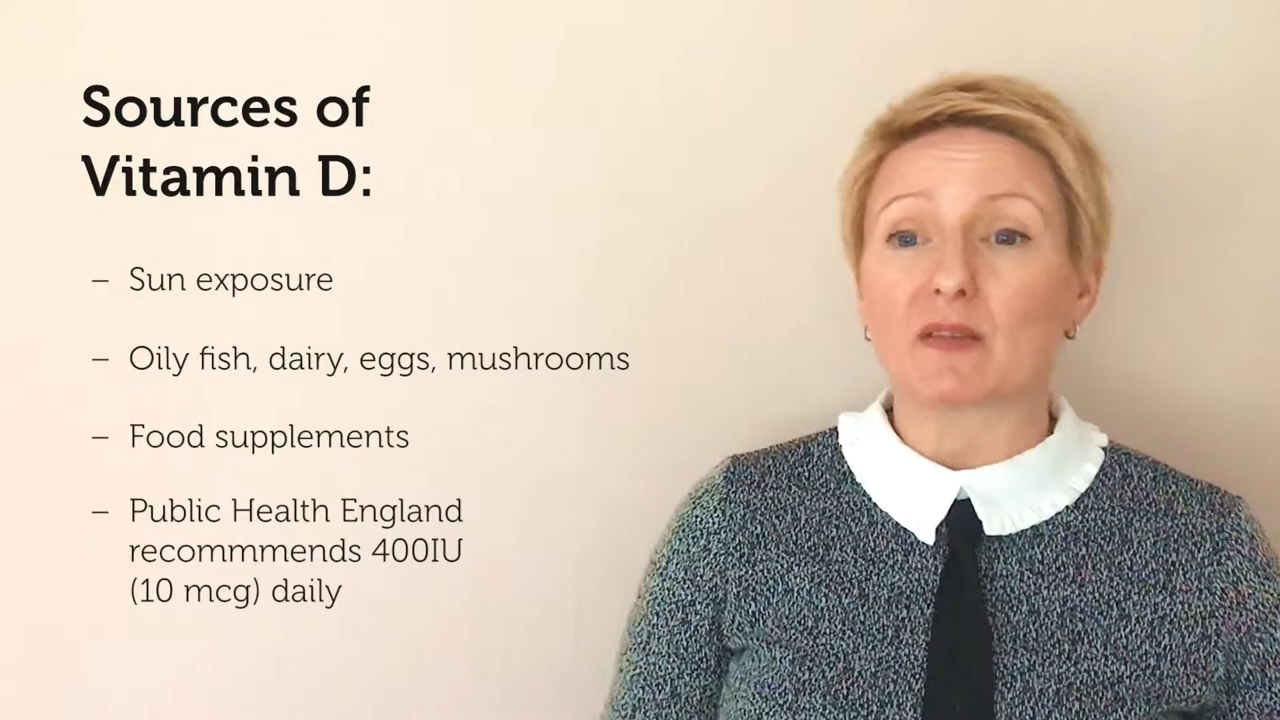 Sources of
Vitamin D:
– Sun exposure
– Oily fish, dairy, eggs, mushrooms
– Food supplements
– Public Health England
recommmends 400IU
(10 mcg) daily